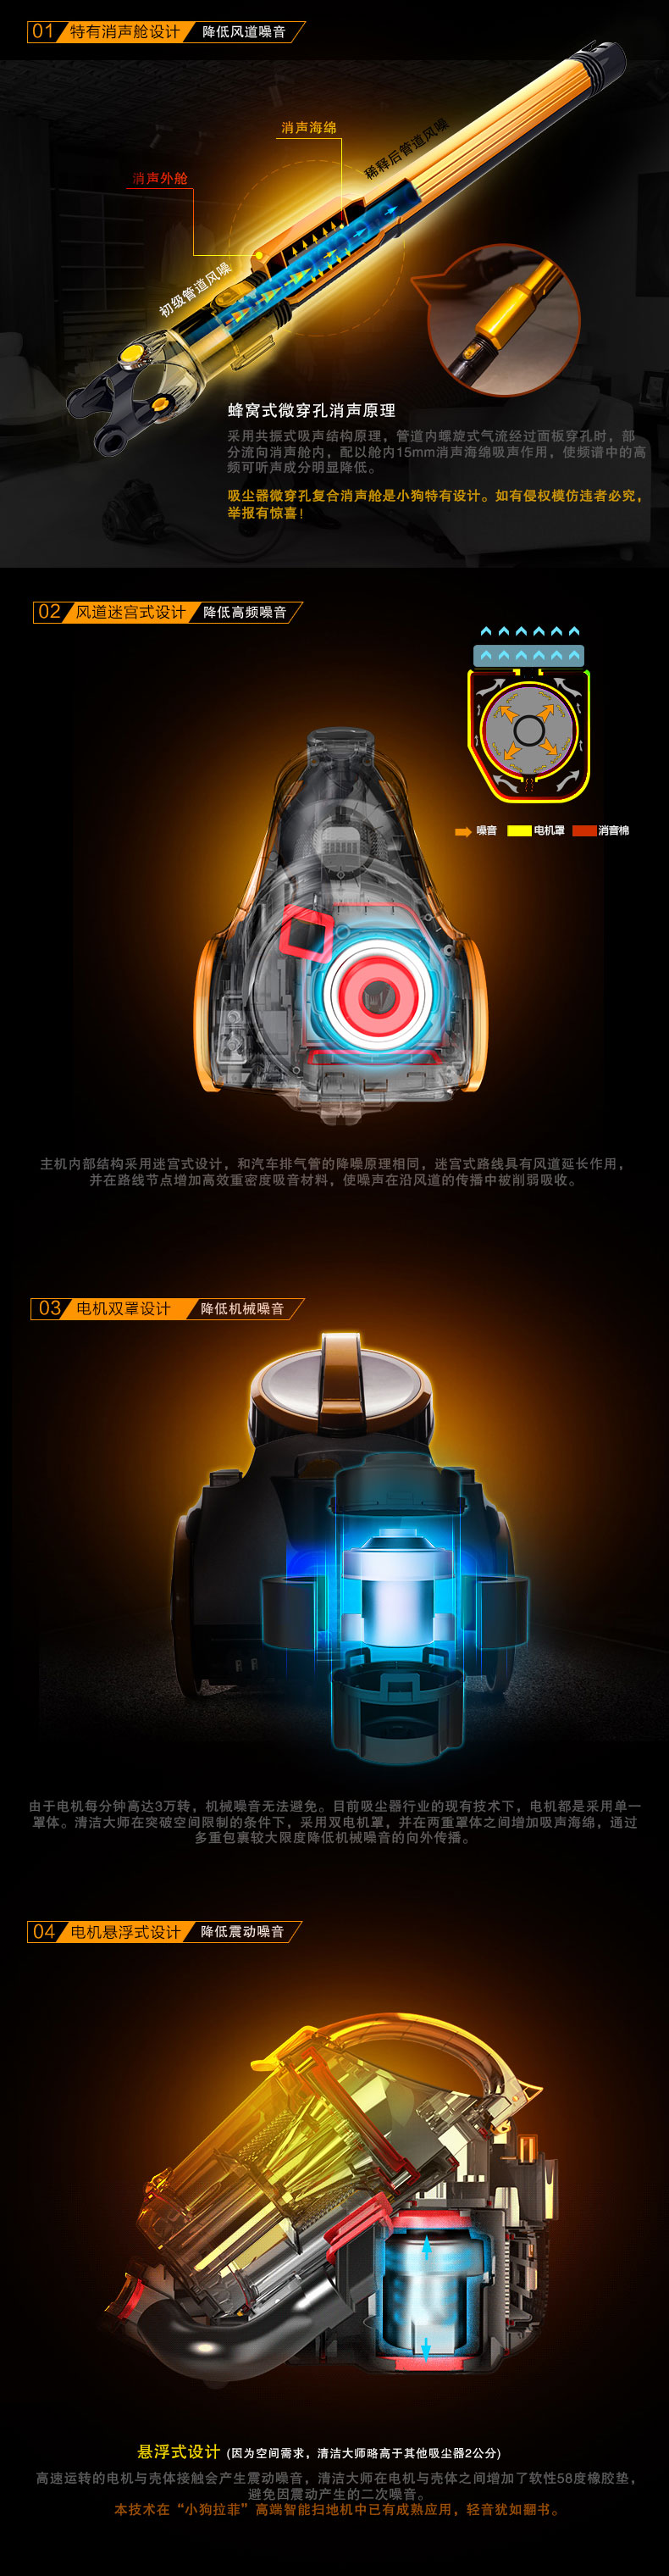 01 特有消声舱设计 降低风道噪音
消声海绵
稀释后管道风噪
消声外舱
初级管道风噪
蜂窝式微穿孔消声原理
采用共振式吸声结构原理，管道内螺旋式气流经过面板穿孔时，部
分流向消声舱内，配以舱内15mm消声海绵吸声作用，使频谱中的高
频可听声成分明显降低。
吸尘器微穿孔复合消声舱是小狗特有设计。如有侵权模仿违者必究，
举报有惊喜！
02 风道迷宫式设计 降低高频噪音
噪音 电机罩 消音棉
主机内部结构采用迷宫式设计，和汽车排气管的降噪原理相同，迷宫式路线具有风道延长作用，
并在路线节点增加高效重密度吸音材料，使噪声在沿风道的传播中被削弱吸收。
03 电机双罩设计 降低机械噪音
由于电机每分钟高达3万转，机械噪音无法避免。目前吸尘器行业的现有技术下，电机都是采用单一
罩体。清洁大师在突破空间限制的条件下，采用双电机罩，并在两重罩体之间增加吸声海绵，通过
多重包裹较大限度降低机械噪音的向外传播。
04 电机悬浮式设计 降低震动噪音
悬浮式设计 (因为空间需求，清洁大师略高于其他吸尘器2公分)
高速运转的电机与壳体接触会产生震动噪音，清洁大师在电机与壳体之间增加了软性58度橡胶垫，
避免因震动产生的二次噪音。
本技术在“小狗拉菲”高端智能扫地机中已有成熟应用，轻音犹如翻书。